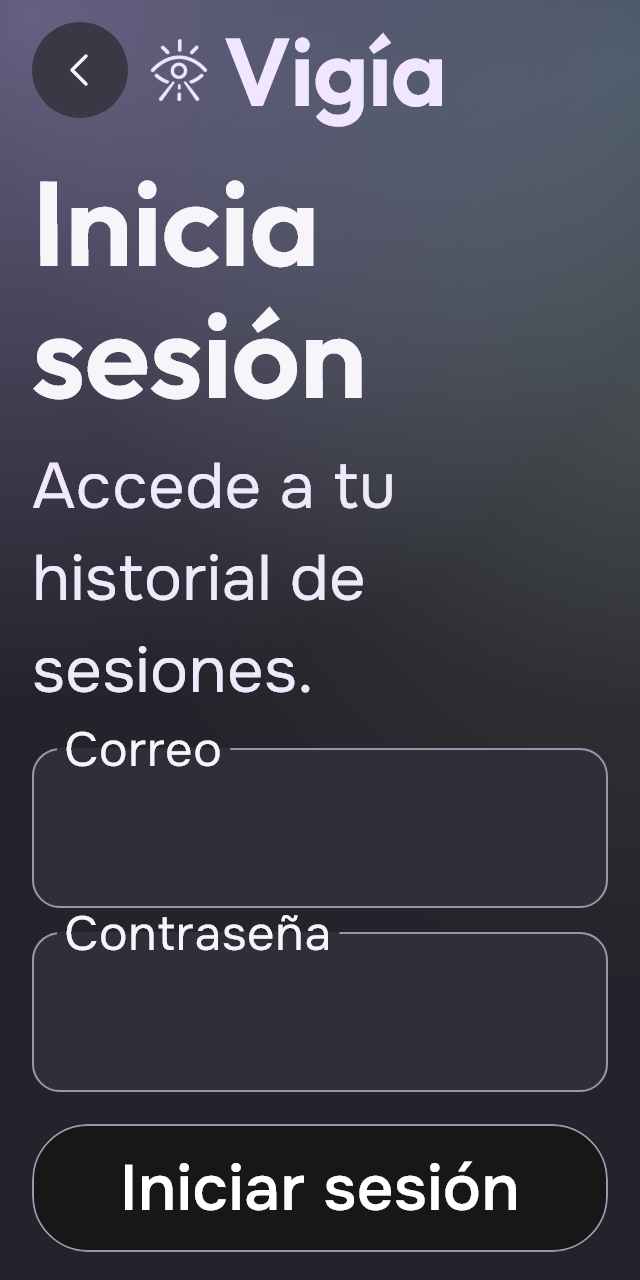 Vigía
Inicia
sesión
Accede a tu
historial de
sesiones.
Correo
Contraseña
Iniciar sesión